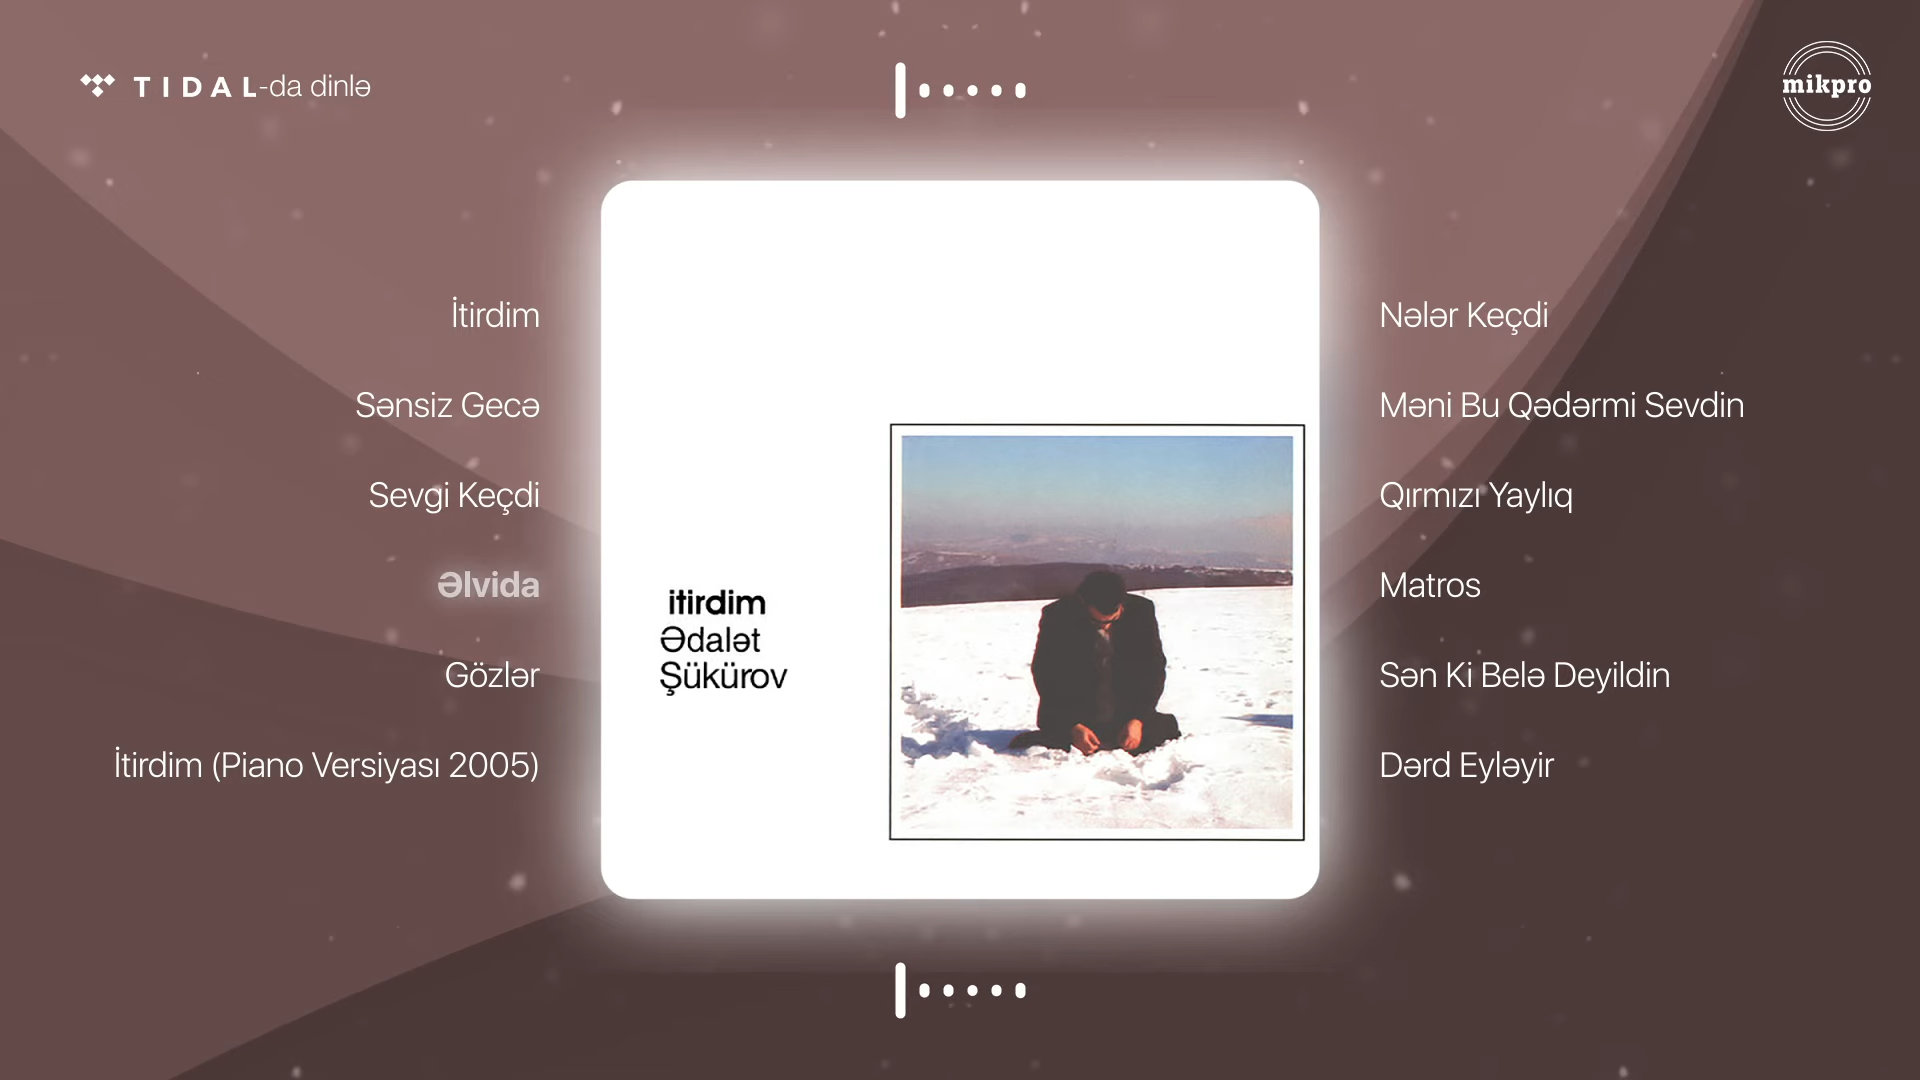 TIDAL-da dinlə
mikpro
İtirdim
Sənsiz Gecə
Sevgi Keçdi
Əlvida
Gözlər
İtirdim (Piano Versiyası 2005)
itirdim
Ədalət
Şükürov
Nələr Keçdi
Məni Bu Qədərmi Sevdin
Qırmızı Yaylıq
Matros
Sən Ki Belə Deyildin
Dərd Eyləyir